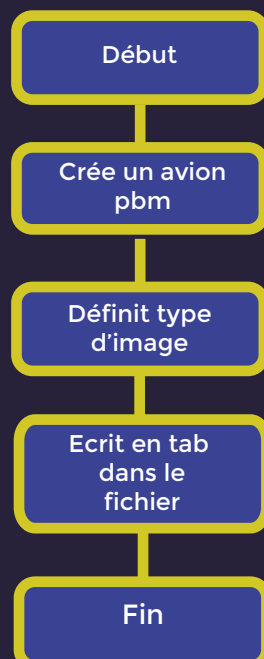 Début
Crée un avion
pbm
Définit type
d'image
Ecrit en tab
dans le
fichier
Fin